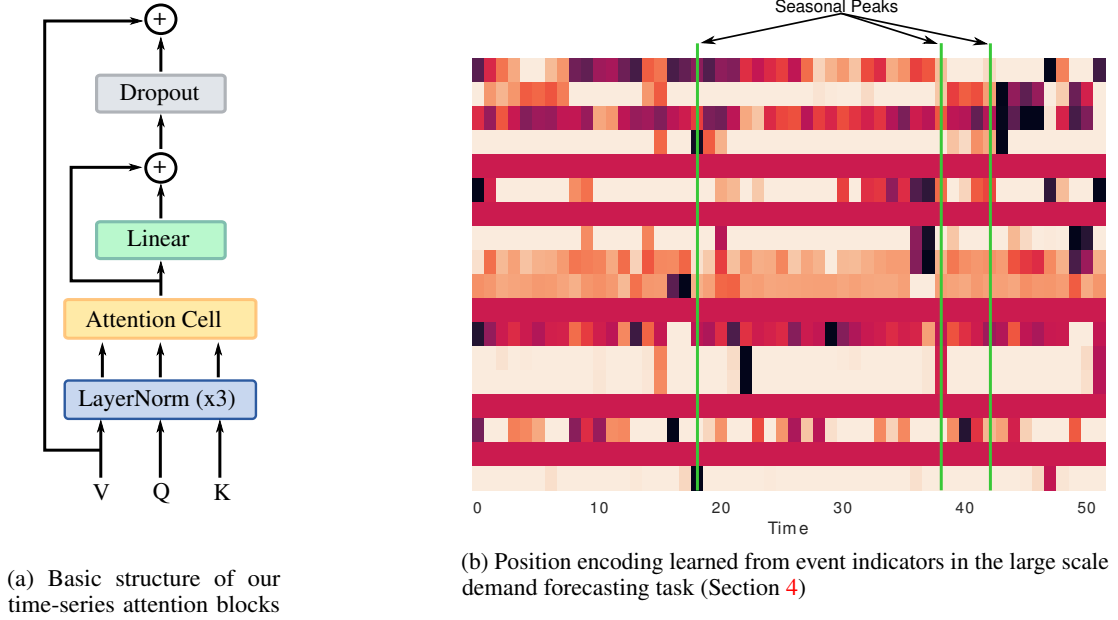 +
Dropout
+
Linear
Attention Cell
LayerNorm (x3)
V Q K
(a) Basic structure of our
time-series attention blocks
Seasonal Peaks
0 10 20 30 40 50
Time
(b) Position encoding learned from event indicators in the large scale
demand forecasting task (Section 4)